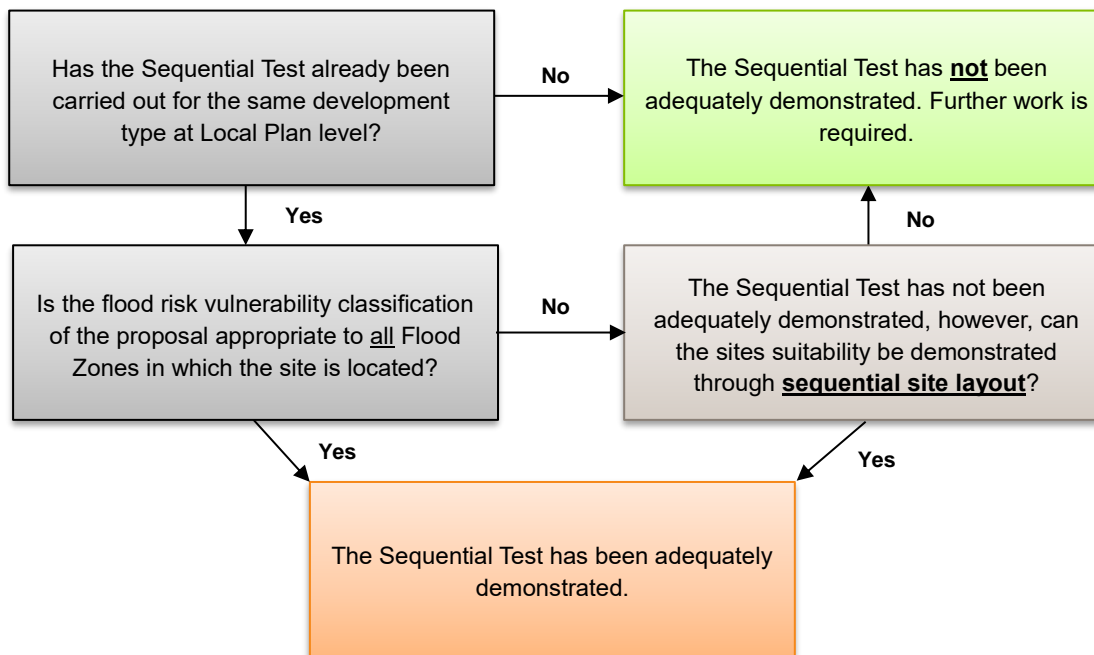 Has the Sequential Test already been
carried out for the same development
type at Local Plan level?
No
The Sequential Test has not been
adequately demonstrated. Further work is
required.
Yes
No
Is the flood risk vulnerability classification
of the proposal appropriate to all Flood
Zones in which the site is located?
No
The Sequential Test has not been
adequately demonstrated, however, can
the sites suitability be demonstrated
through sequential site layout?
Yes
Yes
The Sequential Test has been adequately
demonstrated.